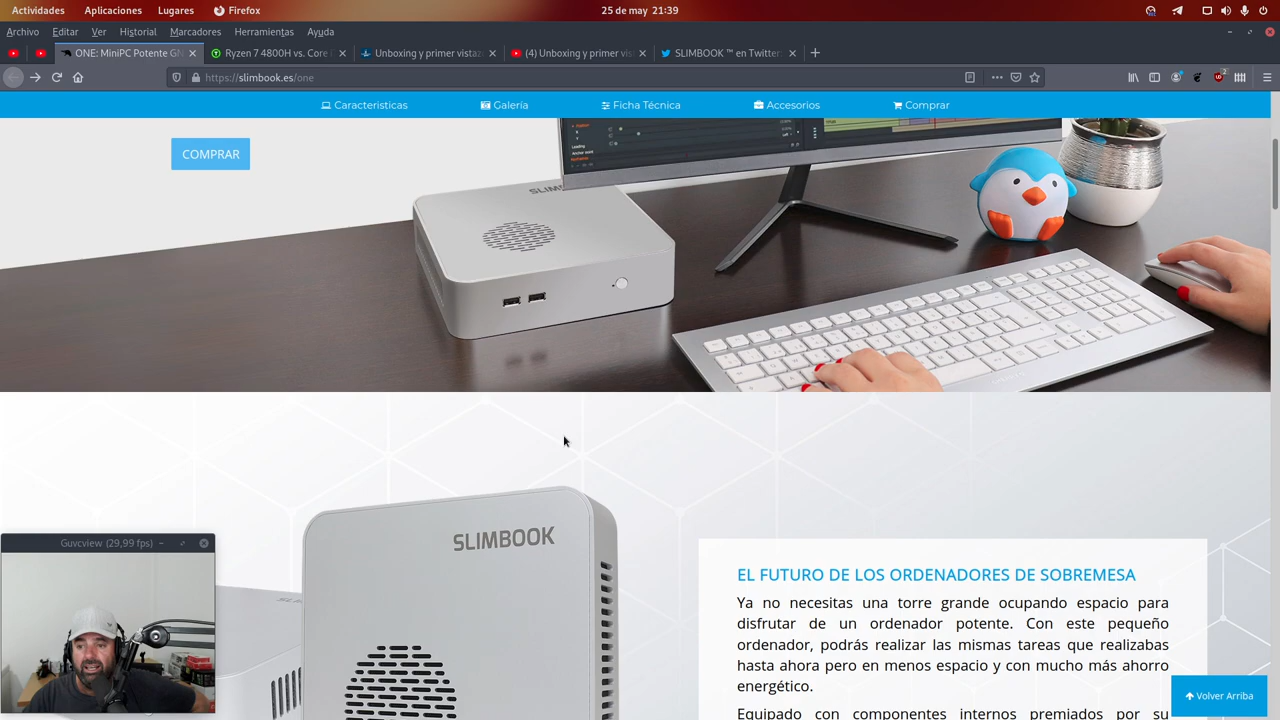 Actividades Aplicaciones Lugares Firefox 25 de may 21:39
Archivo Editar Ver Historial Marcadores Herramientas Ayuda
ONE: MiniPC Potente GN Ryzen 7 4800H vs. Core Unboxing y primer vistaz (4) Unboxing y primer vis SLIMBOOK ™ en Twitter:
https://slimbook.es/one
2
Caracteristicas Galería Ficha Técnica Accesorios Comprar
COMPRAR
SLIMBOOK
EL FUTURO DE LOS ORDENADORES DE SOBREMESA
Ya no necesitas una torre grande ocupando espacio para
disfrutar de un ordenador potente. Con este pequeño
ordenador, podrás realizar las mismas tareas que realizabas
hasta ahora pero en menos espacio y con mucho más ahorro
energético.
Equipado con componentes internos premiados por su
Volver Arriba
Guvcview (29,99 fps)